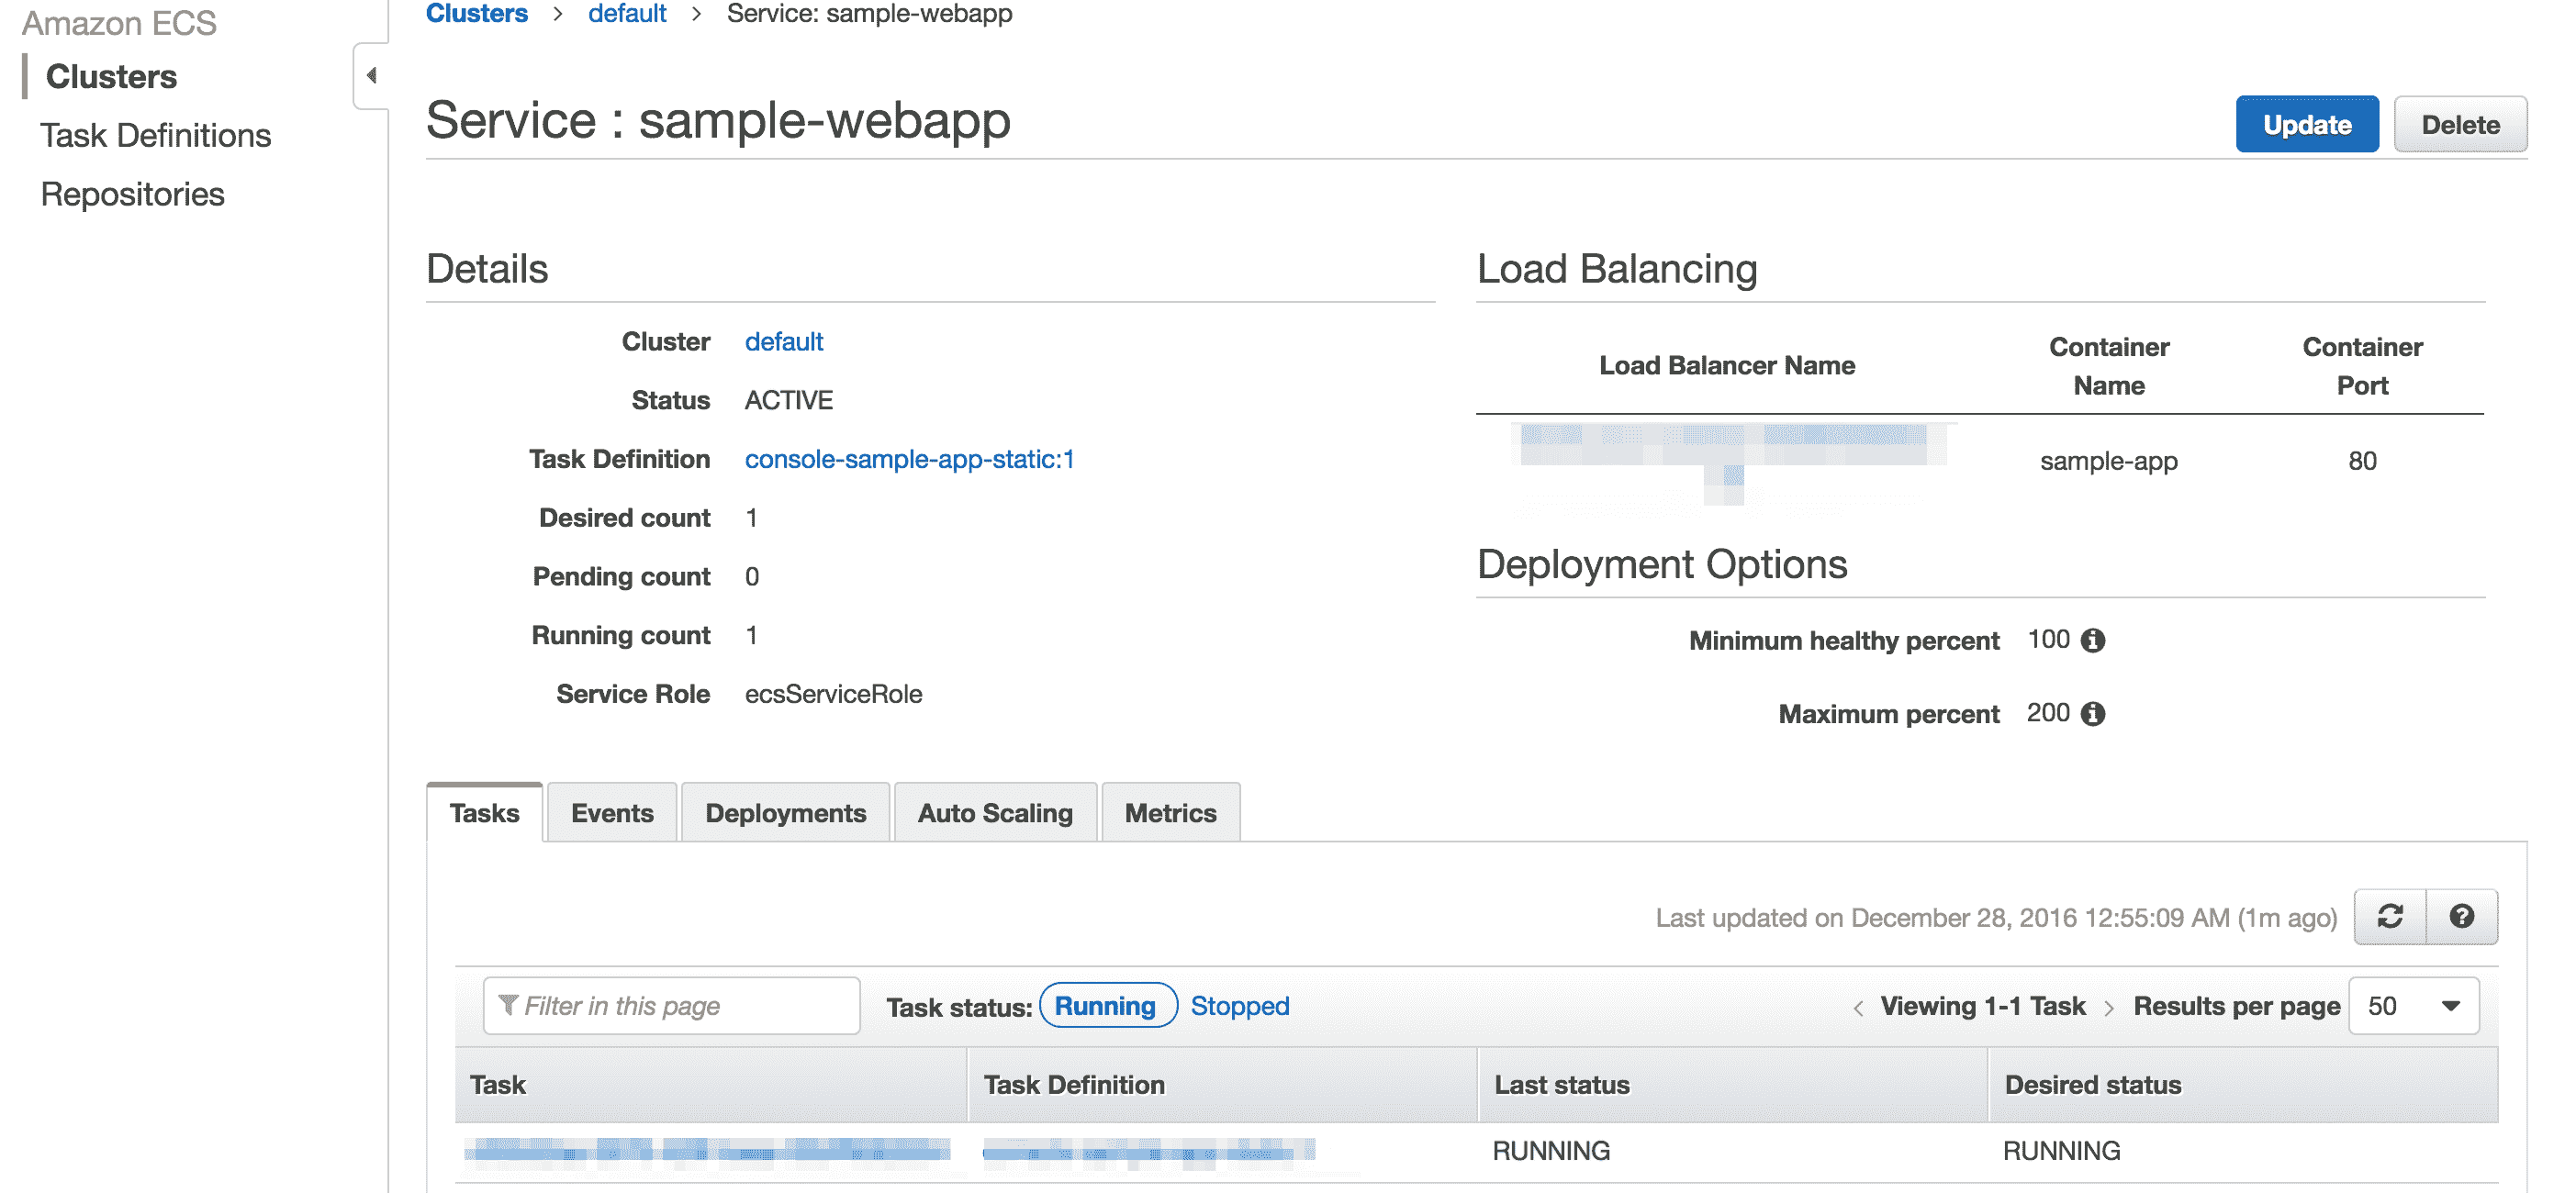 Amazon ECS
Clusters
Task Definitions
Repositories
Clusters > default > Service: sample-webapp
Service : sample-webapp
Update
Delete
Details
Cluster default
Status ACTIVE
Task Definition console-sample-app-static:1
Desired count 1
Pending count 0
Running count 1
Service Role ecsServiceRole
Load Balancing
Load Balancer Name
Container Name
Container Port
sample-app
80
Deployment Options
Minimum healthy percent 100
Maximum percent 200
Tasks
Events
Deployments
Auto Scaling
Metrics
Last updated on December 28, 2016 12:55:09 AM (1m ago)
Filter in this page
Task status: Running Stopped
Viewing 1-1 Task
Results per page 50
Task
Task Definition
Last status
Desired status
RUNNING
RUNNING